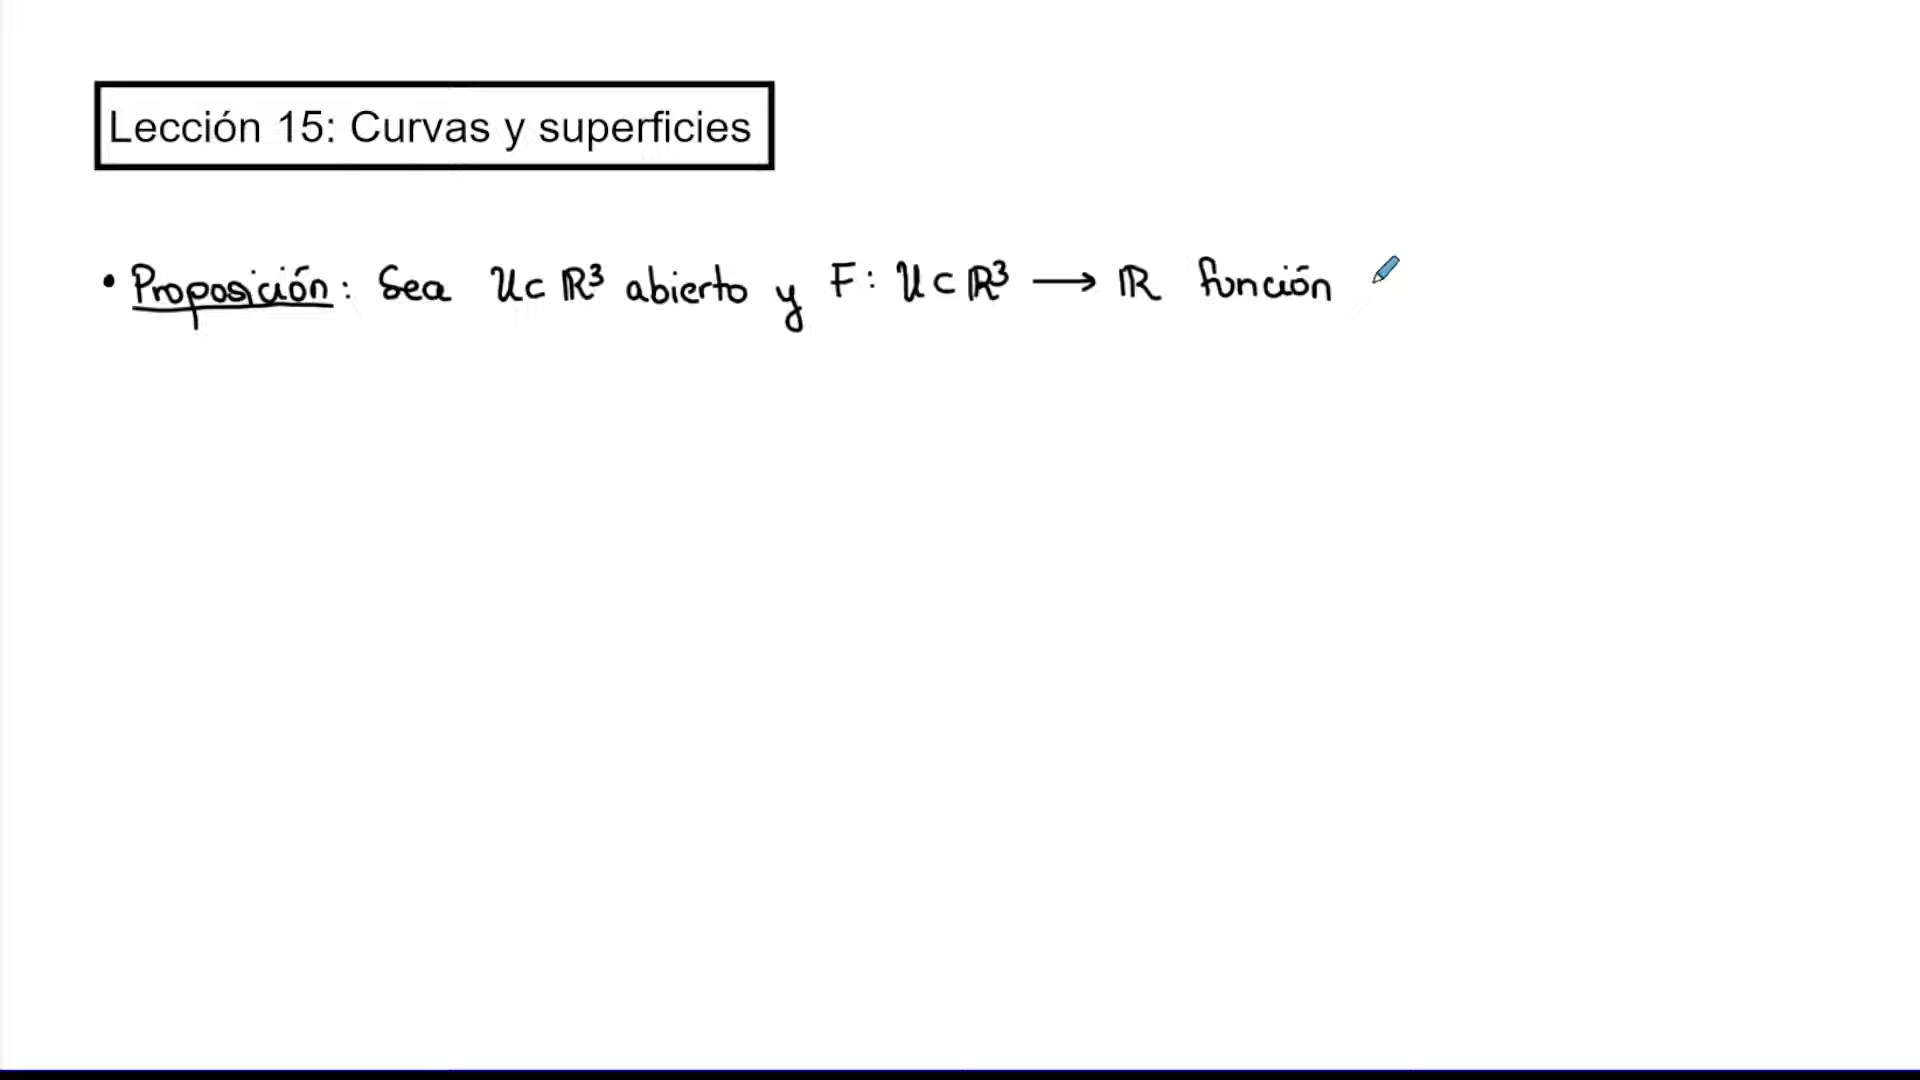 Lección 15: Curvas y superficies
• Proposición: Sea U⊂ℝ³ abierto y F: U⊂ℝ³ ⟶ ℝ función